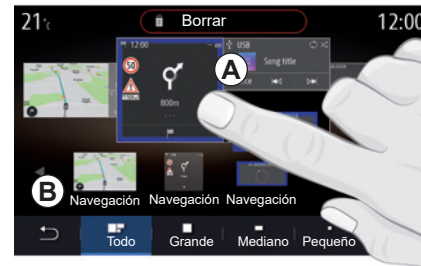 21°c
Borrar
12:00
12:00
USB
50
Song title
A
800m
B
Navegación Navegación Navegación
Todo
Grande
Mediano
Pequeño